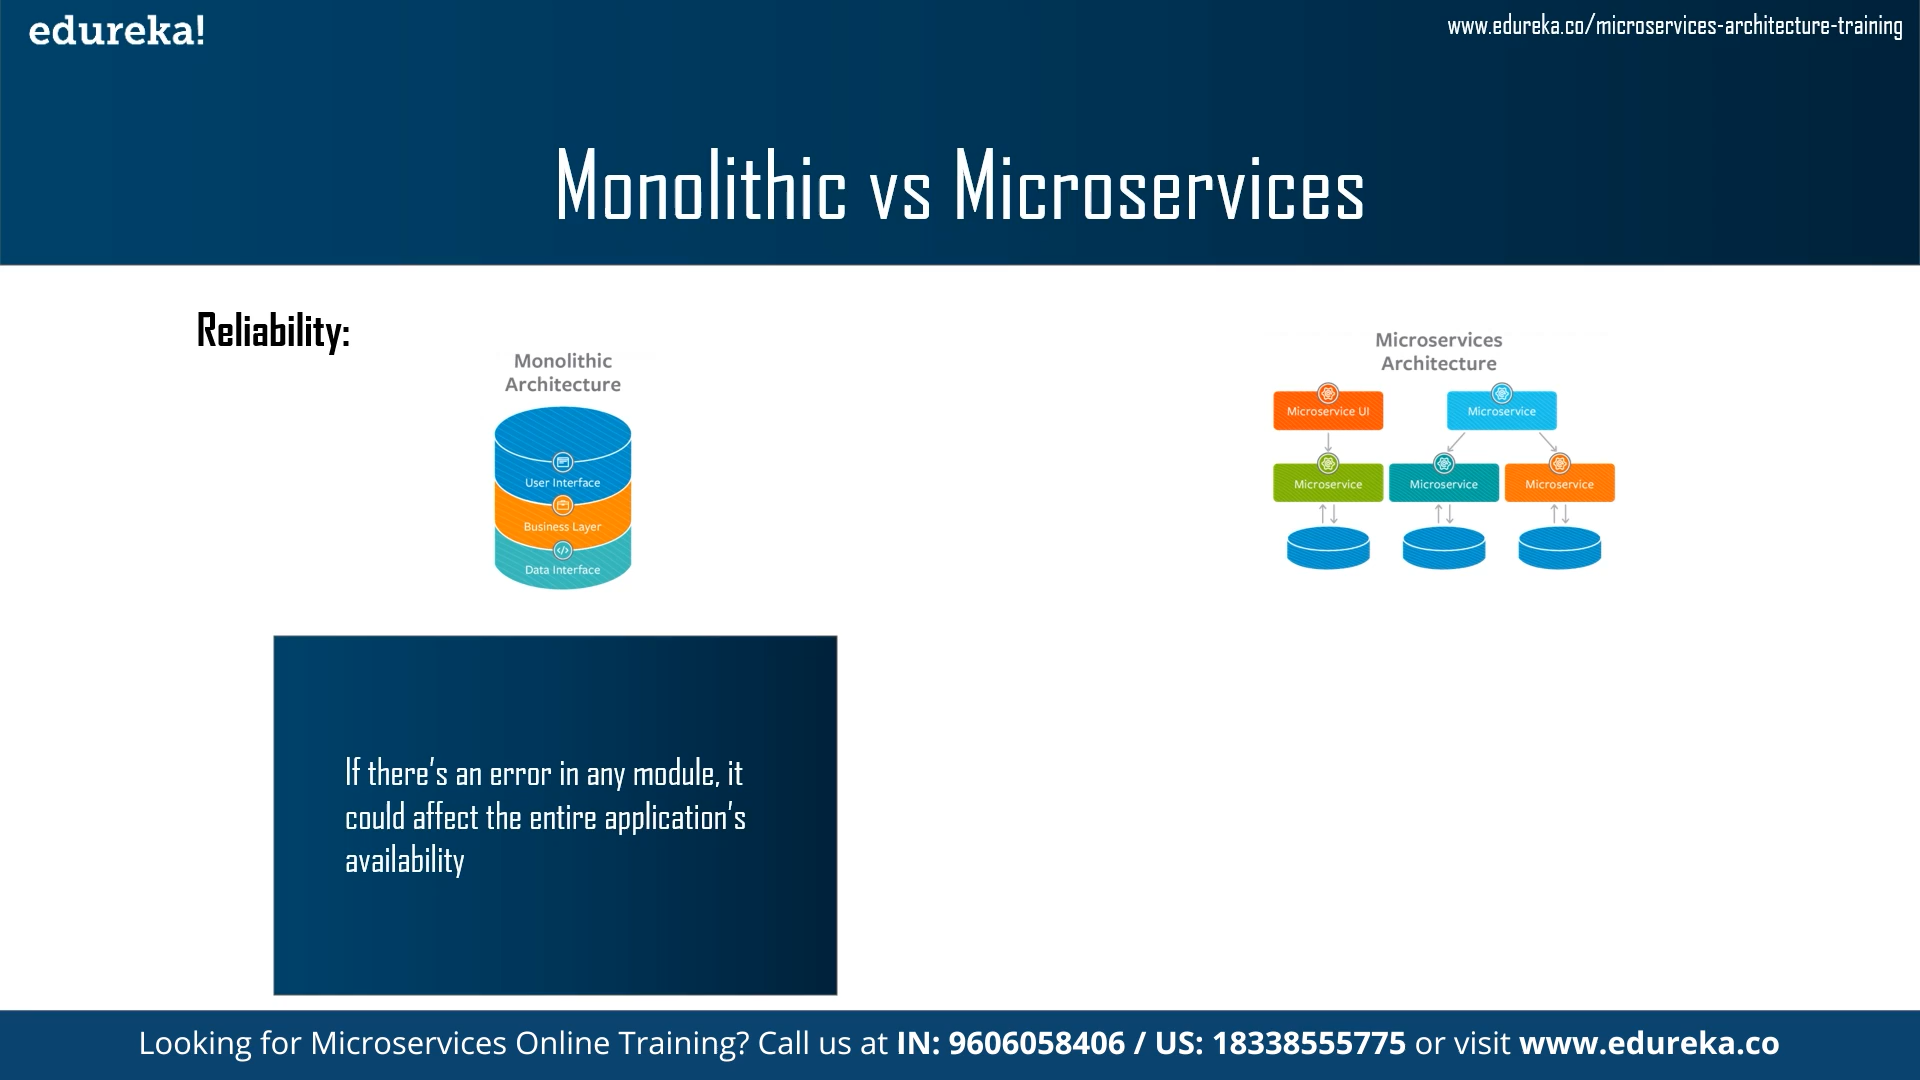 edureka!
www.edureka.co/microservices-architecture-training
Monolithic vs Microservices
Reliability:
Monolithic
Architecture
User Interface
Business Layer
Data Interface
Microservices
Architecture
Microservice UI
Microservice
Microservice
Microservice
Microservice
If there's an error in any module, it
could affect the entire application's
availability
Looking for Microservices Online Training? Call us at IN: 9606058406 / US: 18338555775 or visit www.edureka.co